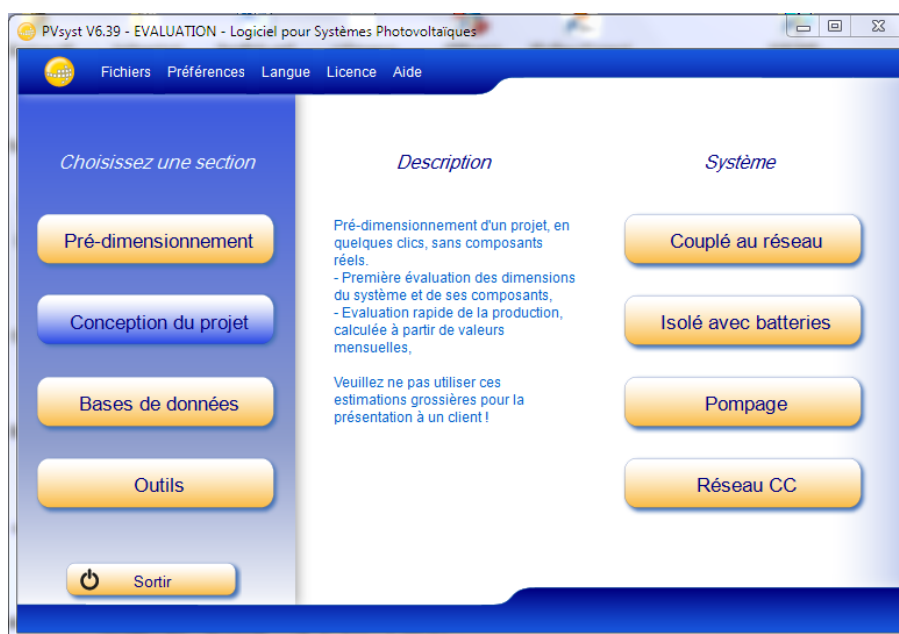 PVsyst V6.39 - EVALUATION - Logiciel pour Systèmes Photovoltaïques
Fichiers Préférences Langue Licence Aide
Choisissez une section
Pré-dimensionnement
Conception du projet
Bases de données
Outils
Sortir
Description
Pré-dimensionnement d'un projet, en
quelques clics, sans composants
réels.
- Première évaluation des dimensions
du système et de ses composants,
- Evaluation rapide de la production,
calculée à partir de valeurs
mensuelles,
Veuillez ne pas utiliser ces
estimations grossières pour la
présentation à un client !
Système
Couplé au réseau
Isolé avec batteries
Pompage
Réseau CC